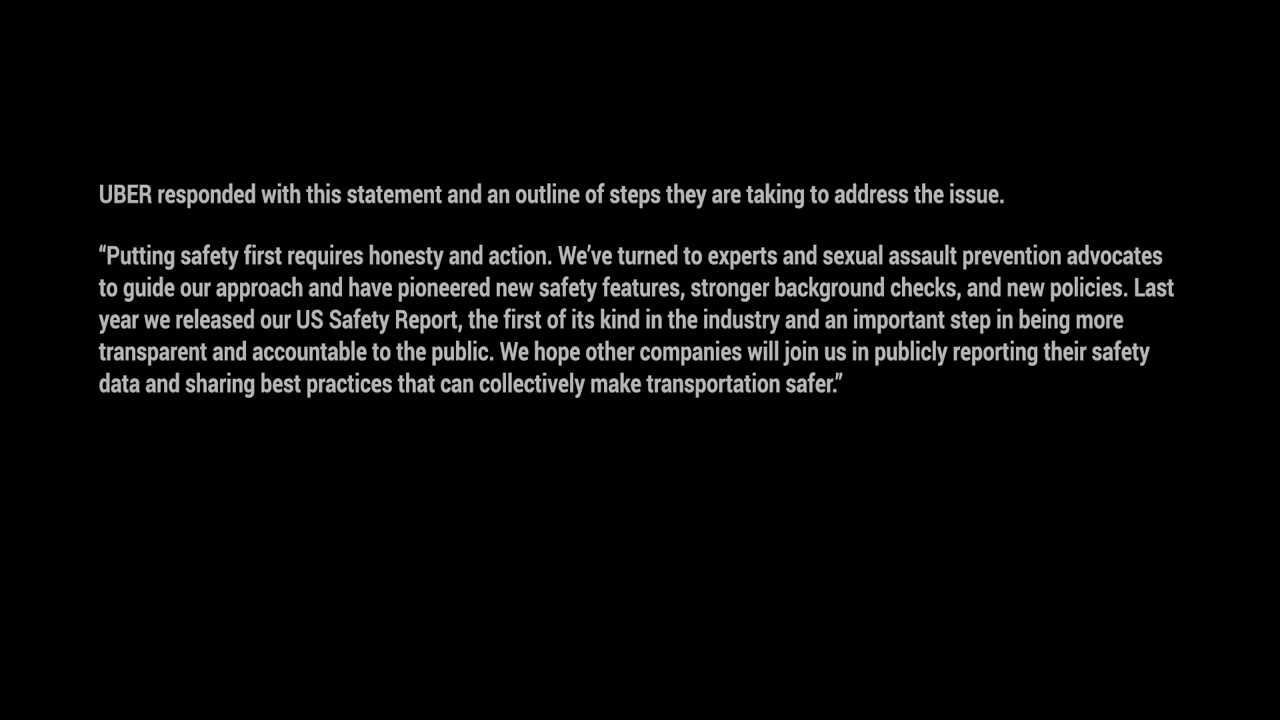 UBER responded with this statement and an outline of steps they are taking to address the issue.
“Putting safety first requires honesty and action. We’ve turned to experts and sexual assault prevention advocates
to guide our approach and have pioneered new safety features, stronger background checks, and new policies. Last
year we released our US Safety Report, the first of its kind in the industry and an important step in being more
transparent and accountable to the public. We hope other companies will join us in publicly reporting their safety
data and sharing best practices that can collectively make transportation safer.”